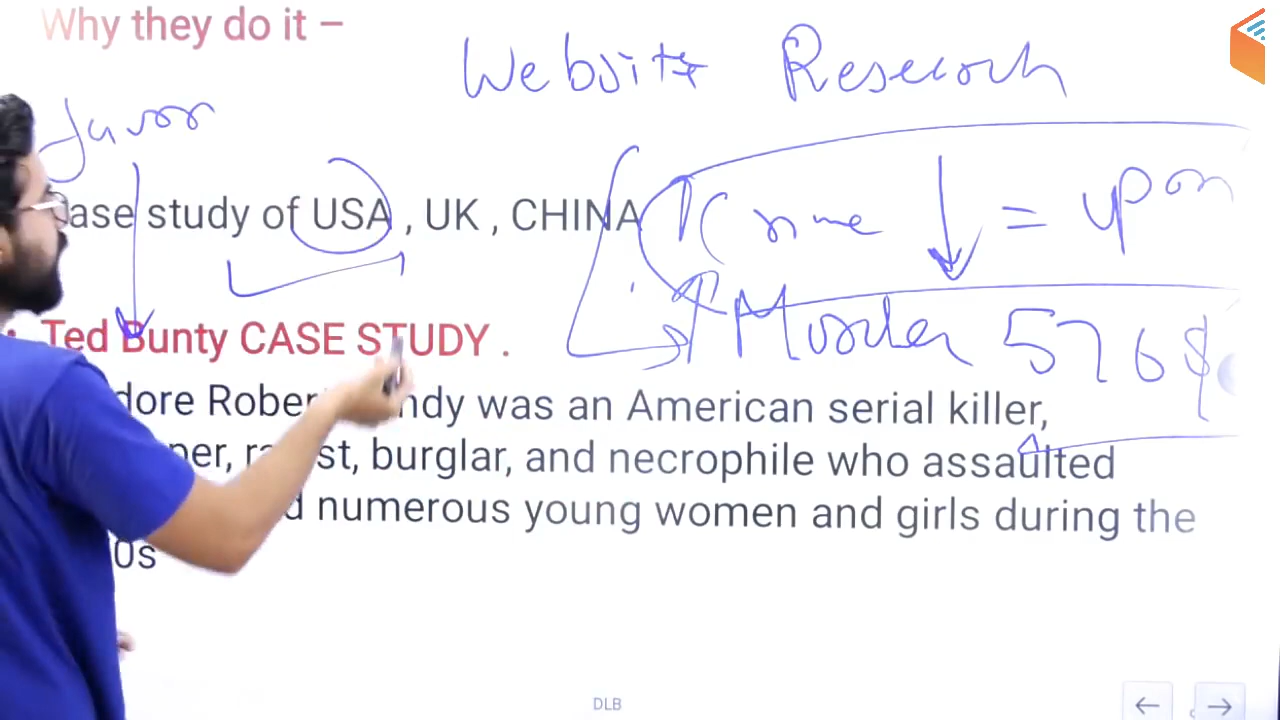 Why they do it –
Website Research
favor
Case study of USA , UK , CHINA
Crime ↓ = upon
Murder 576 $
Ted Bunty CASE STUDY .
dore Rober ndy was an American serial killer,
per, r st, burglar, and necrophile who assaulted
d numerous young women and girls during the
0s
DLB